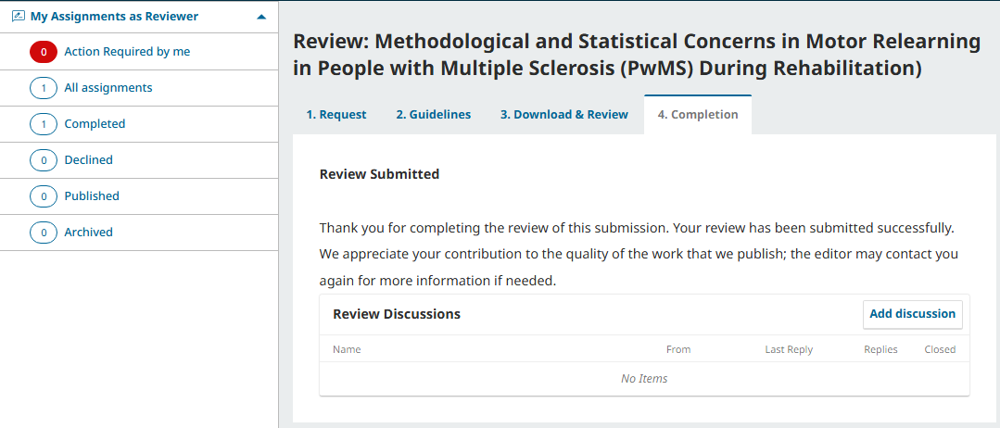 My Assignments as Reviewer
0 Action Required by me
1 All assignments
1 Completed
0 Declined
0 Published
0 Archived
Review: Methodological and Statistical Concerns in Motor Relearning
in People with Multiple Sclerosis (PwMS) During Rehabilitation)
1. Request 2. Guidelines 3. Download & Review 4. Completion
Review Submitted
Thank you for completing the review of this submission. Your review has been submitted successfully.
We appreciate your contribution to the quality of the work that we publish; the editor may contact you
again for more information if needed.
Review Discussions Add discussion
Name From Last Reply Replies Closed
No Items